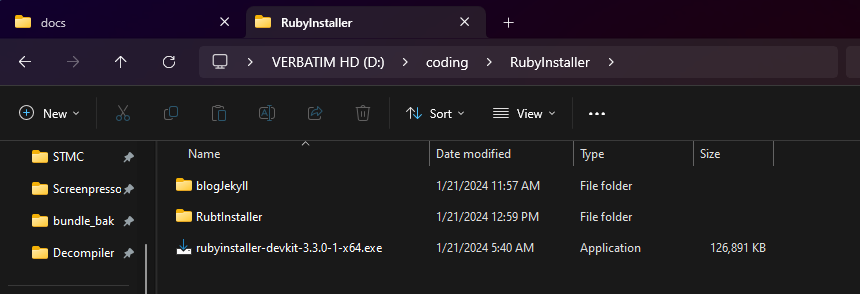 docs
RubyInstaller
VERBATIM HD (D:) coding RubyInstaller
New Sort View
Name Date modified Type Size
STMC
Screenpresso
bundle_bak
Decompiler
blogJekyll 1/21/2024 11:57 AM File folder
RubtInstaller 1/21/2024 12:59 PM File folder
rubyinstaller-devkit-3.3.0-1-x64.exe 1/21/2024 5:40 AM Application 126,891 KB